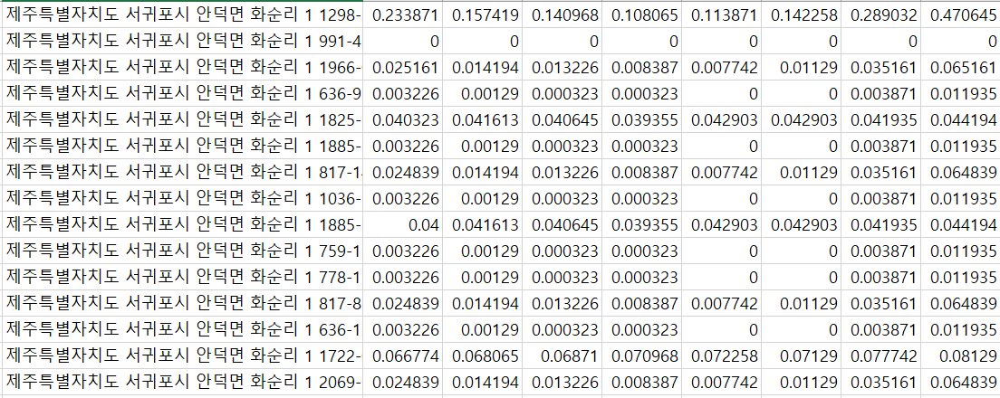 제주특별자치도 서귀포시 안덕면 화순리 1 1298- 0.233871 0.157419 0.140968 0.108065 0.113871 0.142258 0.289032 0.470645
제주특별자치도 서귀포시 안덕면 화순리 1 991-4 0 0 0 0 0 0 0 0
제주특별자치도 서귀포시 안덕면 화순리 1 1966- 0.025161 0.014194 0.013226 0.008387 0.007742 0.01129 0.035161 0.065161
제주특별자치도 서귀포시 안덕면 화순리 1 636-9 0.003226 0.00129 0.000323 0.000323 0 0 0.003871 0.011935
제주특별자치도 서귀포시 안덕면 화순리 1 1825- 0.040323 0.041613 0.040645 0.039355 0.042903 0.042903 0.041935 0.044194
제주특별자치도 서귀포시 안덕면 화순리 1 1885- 0.003226 0.00129 0.000323 0.000323 0 0 0.003871 0.011935
제주특별자치도 서귀포시 안덕면 화순리 1 817-1 0.024839 0.014194 0.013226 0.008387 0.007742 0.01129 0.035161 0.064839
제주특별자치도 서귀포시 안덕면 화순리 1 1036- 0.003226 0.00129 0.000323 0.000323 0 0 0.003871 0.011935
제주특별자치도 서귀포시 안덕면 화순리 1 1885- 0.04 0.041613 0.040645 0.039355 0.042903 0.042903 0.041935 0.044194
제주특별자치도 서귀포시 안덕면 화순리 1 759-1 0.003226 0.00129 0.000323 0.000323 0 0 0.003871 0.011935
제주특별자치도 서귀포시 안덕면 화순리 1 778-1 0.003226 0.00129 0.000323 0.000323 0 0 0.003871 0.011935
제주특별자치도 서귀포시 안덕면 화순리 1 817-8 0.024839 0.014194 0.013226 0.008387 0.007742 0.01129 0.035161 0.064839
제주특별자치도 서귀포시 안덕면 화순리 1 636-1 0.003226 0.00129 0.000323 0.000323 0 0 0.003871 0.011935
제주특별자치도 서귀포시 안덕면 화순리 1 1722- 0.066774 0.068065 0.06871 0.070968 0.072258 0.07129 0.077742 0.08129
제주특별자치도 서귀포시 안덕면 화순리 1 2069- 0.024839 0.014194 0.013226 0.008387 0.007742 0.01129 0.035161 0.064839